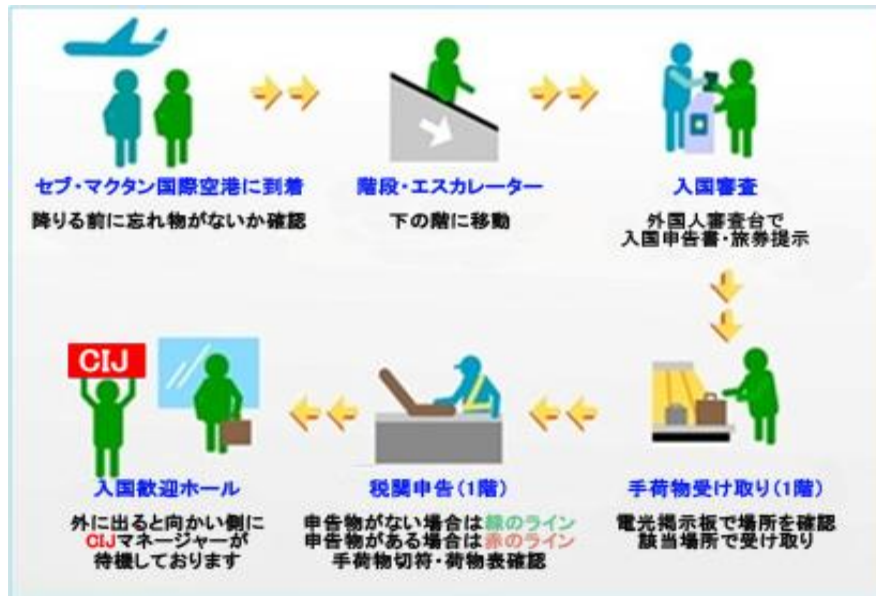 セブ・マクタン国際空港に到着
降りる前に忘れ物がないか確認
階段・エスカレーター
下の階に移動
入国審査
外国人審査台で
入国申告書・旅券提示
手荷物受け取り(1階)
電光掲示板で場所を確認
該当場所で受け取り
税関申告(1階)
申告物がない場合は緑のライン
申告物がある場合は赤のライン
手荷物切符・荷物表確認
CIJ
入国歓迎ホール
外に出ると向かい側に
CIJマネージャーが
待機しております